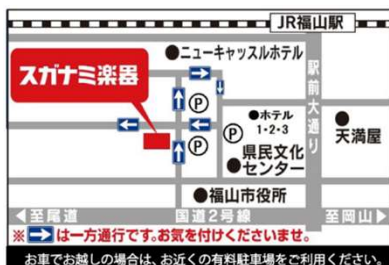 JR福山駅
●ニューキャッスルホテル
スガナミ楽器
駅前大通り
P
P
P
●ホテル
1・2・3
県民文化
●センター
●天満屋
●福山市役所
◀至尾道
国道2号線
至岡山▶
※➡は一方通行です。お気を付けくださいませ。
お車でお越しの場合は、お近くの有料駐車場をご利用ください。